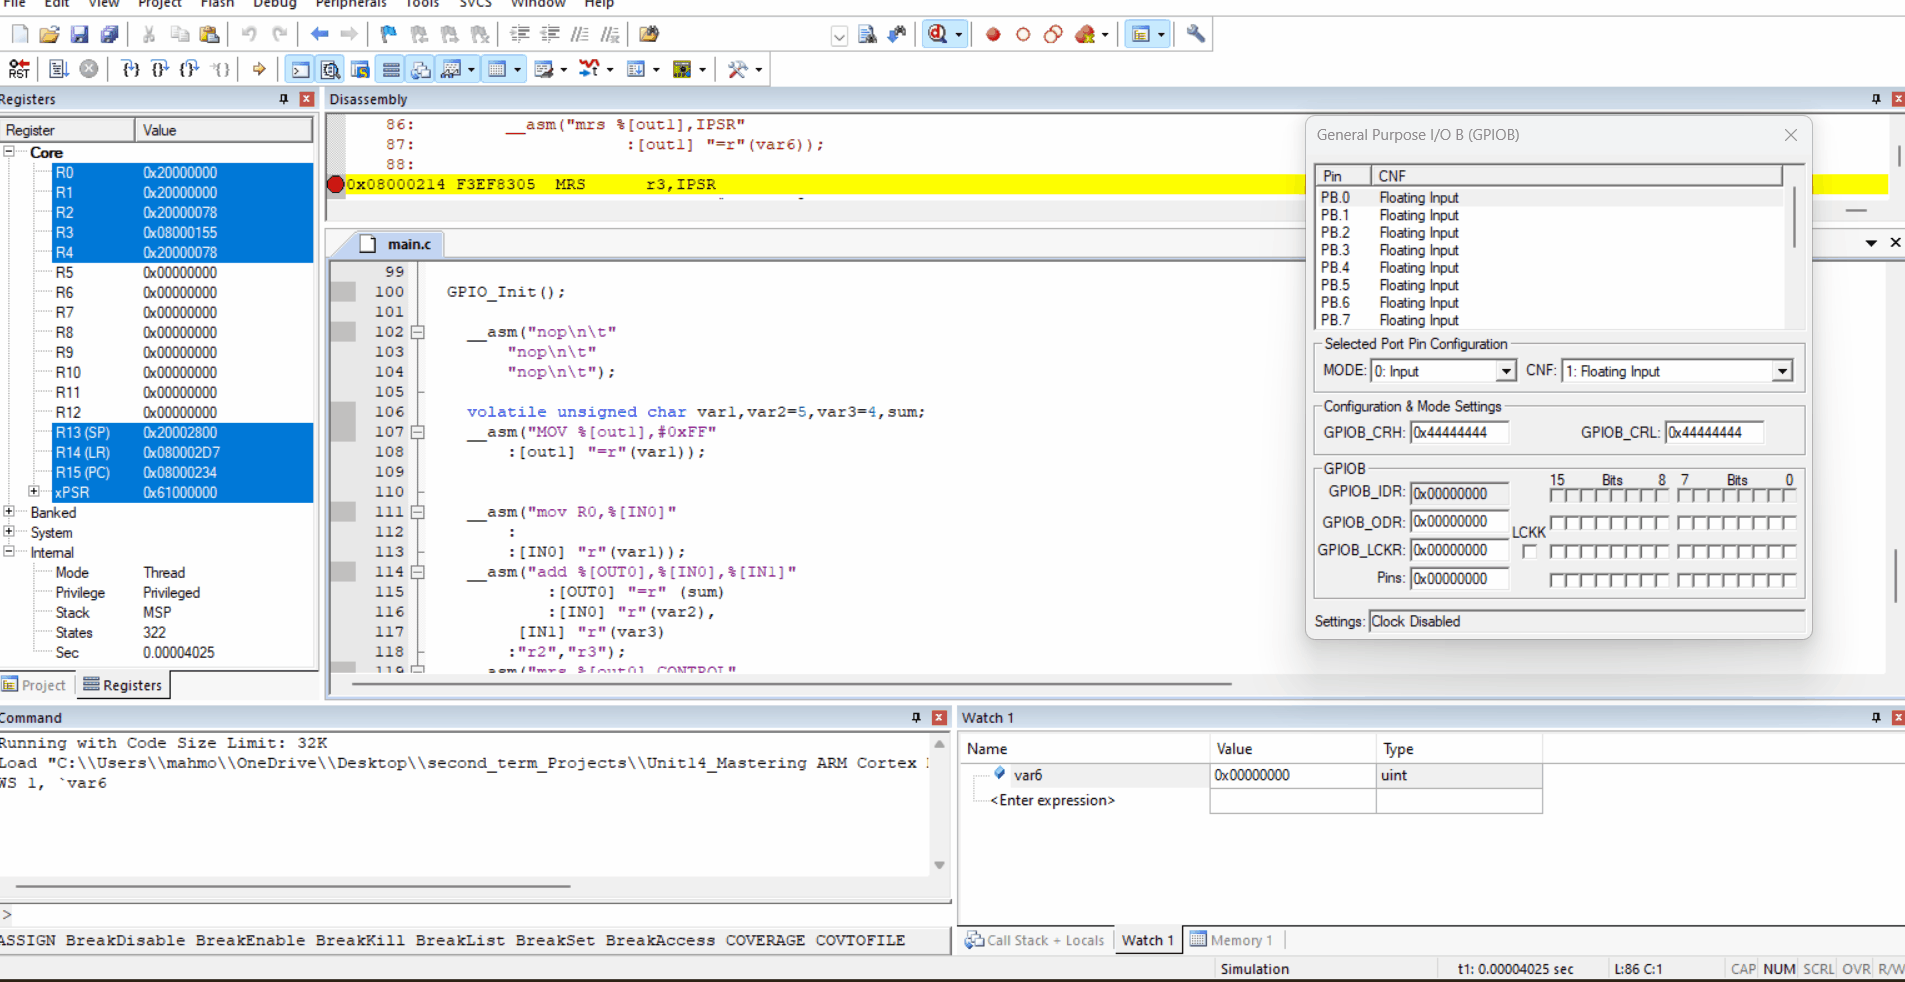 File Edit View Project Flash Debug Peripherals Tools SVCS Window Help
RST
Registers
Register Value
Core
R0 0x20000000
R1 0x20000000
R2 0x20000078
R3 0x08000155
R4 0x20000078
R5 0x00000000
R6 0x00000000
R7 0x00000000
R8 0x00000000
R9 0x00000000
R10 0x00000000
R11 0x00000000
R12 0x00000000
R13 (SP) 0x20002800
R14 (LR) 0x080002D7
R15 (PC) 0x08000234
xPSR 0x61000000
Banked
System
Internal
Mode Thread
Privilege Privileged
Stack MSP
States 322
Sec 0.00004025
Project Registers
Disassembly
86: __asm("mrs %[out1],IPSR"
87: :[out1] "=r"(var6));
88:
0x08000214 F3EF8305 MRS r3,IPSR
main.c
99
100 GPIO_Init();
101
102 __asm("nop\n\t"
103 "nop\n\t"
104 "nop\n\t");
105
106 volatile unsigned char var1,var2=5,var3=4,sum;
107 __asm("MOV %[out1],#0xFF"
108 :[out1] "=r"(var1));
109
110
111 __asm("mov R0,%[IN0]"
112 :
113 :[IN0] "r"(var1));
114 __asm("add %[OUT0],%[IN0],%[IN1]"
115 :[OUT0] "=r" (sum)
116 :[IN0] "r"(var2),
117 [IN1] "r"(var3)
118 :"r2","r3");
119 __asm("mrs %[out0],CONTROL"
General Purpose I/O B (GPIOB)
Pin CNF
PB.0 Floating Input
PB.1 Floating Input
PB.2 Floating Input
PB.3 Floating Input
PB.4 Floating Input
PB.5 Floating Input
PB.6 Floating Input
PB.7 Floating Input
Selected Port Pin Configuration
MODE: 0: Input CNF: 1: Floating Input
Configuration & Mode Settings
GPIOB_CRH: 0x44444444 GPIOB_CRL: 0x44444444
GPIOB
15 Bits 8 7 Bits 0
GPIOB_IDR: 0x00000000
GPIOB_ODR: 0x00000000
LCKK
GPIOB_LCKR: 0x00000000
Pins: 0x00000000
Settings: Clock Disabled
Command
Running with Code Size Limit: 32K
Load "C:\\Users\\mahmo\\OneDrive\\Desktop\\second_term_Projects\\Unit14_Mastering ARM Cortex
WS 1, `var6
>
ASSIGN BreakDisable BreakEnable BreakKill BreakList BreakSet BreakAccess COVERAGE COVTOFILE
Watch 1
Name Value Type
var6 0x00000000 uint
<Enter expression>
Call Stack + Locals Watch 1 Memory 1
Simulation t1: 0.00004025 sec L:86 C:1 CAP NUM SCRL OVR R/W